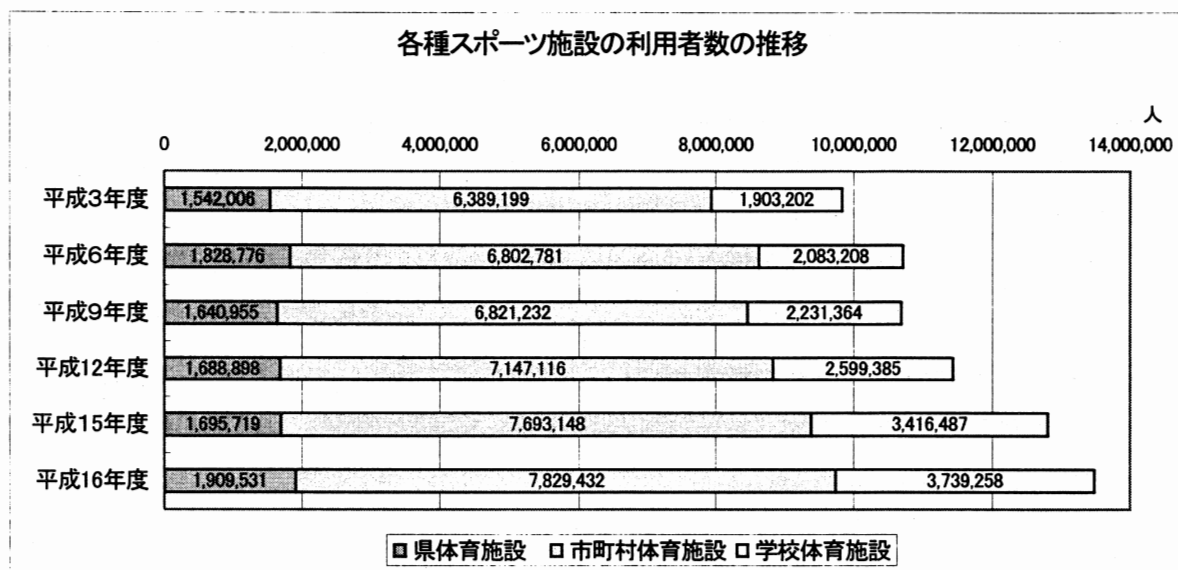 各種スポーツ施設の利用者数の推移
人
0 2,000,000 4,000,000 6,000,000 8,000,000 10,000,000 12,000,000 14,000,000
平成3年度 1,542,006 6,389,199 1,903,202
平成6年度 1,828,776 6,802,781 2,083,208
平成9年度 1,640,955 6,821,232 2,231,364
平成12年度 1,688,898 7,147,116 2,599,385
平成15年度 1,695,719 7,693,148 3,416,487
平成16年度 1,909,531 7,829,432 3,739,258
県体育施設 市町村体育施設 学校体育施設